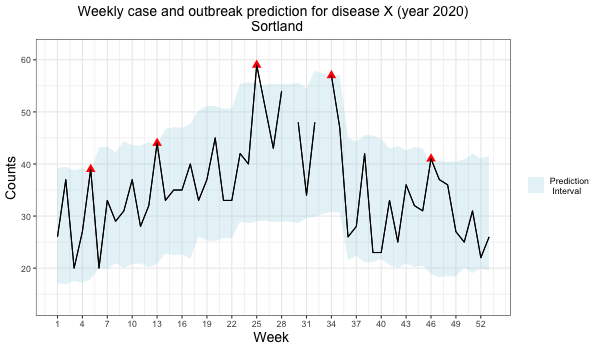 Weekly case and outbreak prediction for disease X (year 2020)
Sortland
Counts
60
50
40
30
20
1 4 7 10 13 16 19 22 25 28 31 34 37 40 43 46 49 52
Week
Prediction
Interval